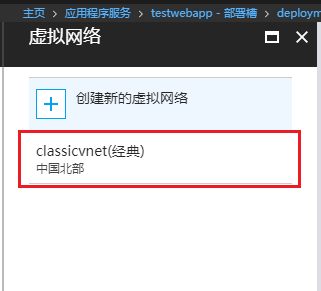 主页 > 应用程序服务 > testwebapp - 部署槽 > deploym
虚拟网络
创建新的虚拟网络
classicvnet(经典)
中国北部